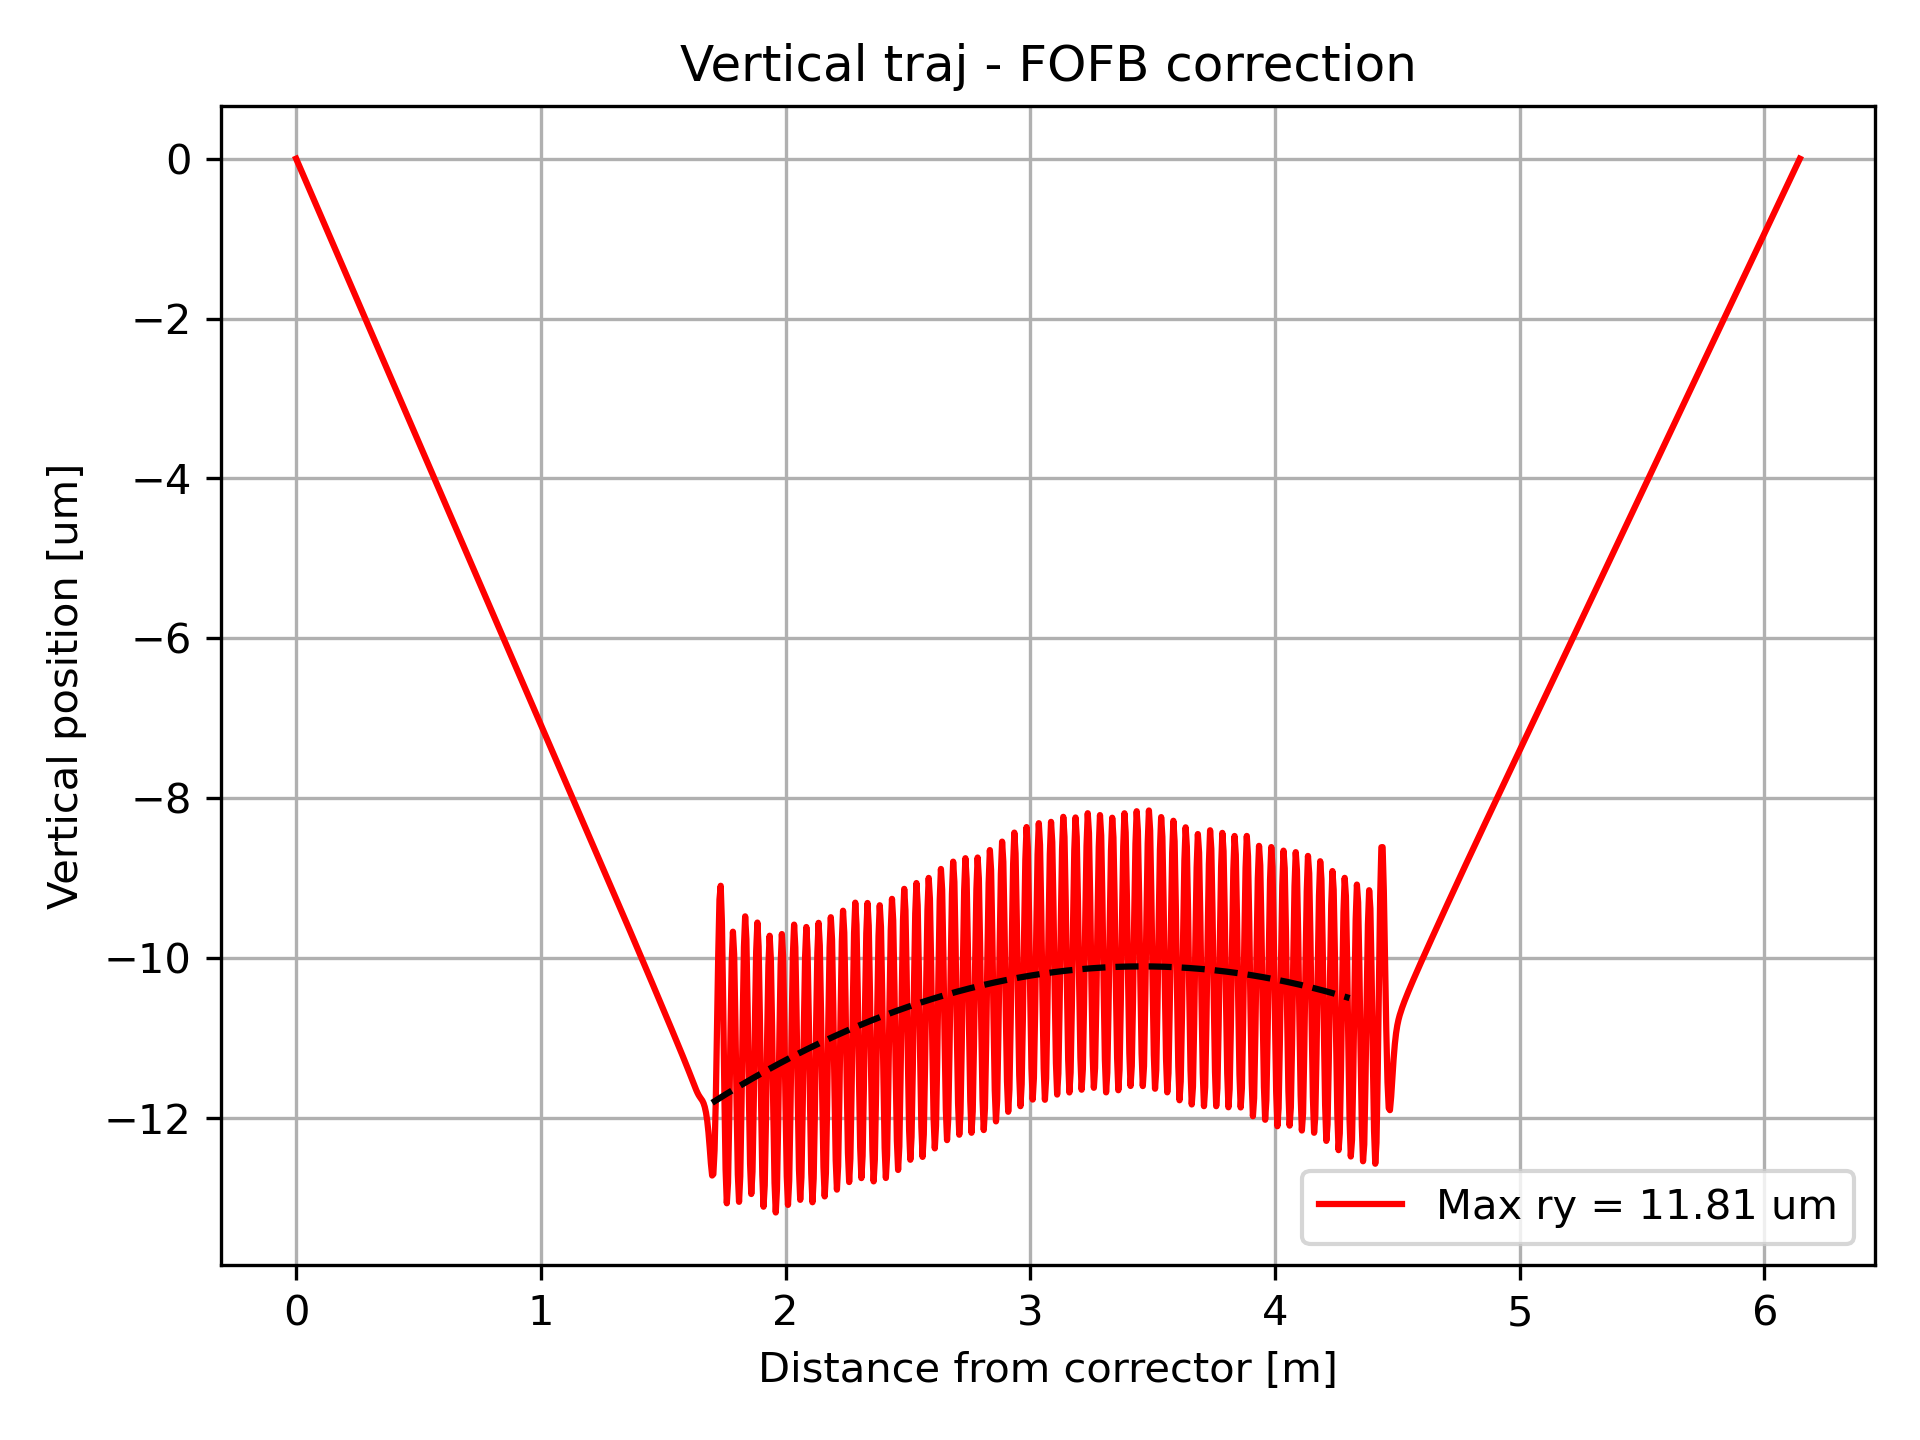 Vertical traj - FOFB correction
Vertical position [um]
0
−2
−4
−6
−8
−10
−12
Max ry = 11.81 um
0 1 2 3 4 5 6
Distance from corrector [m]